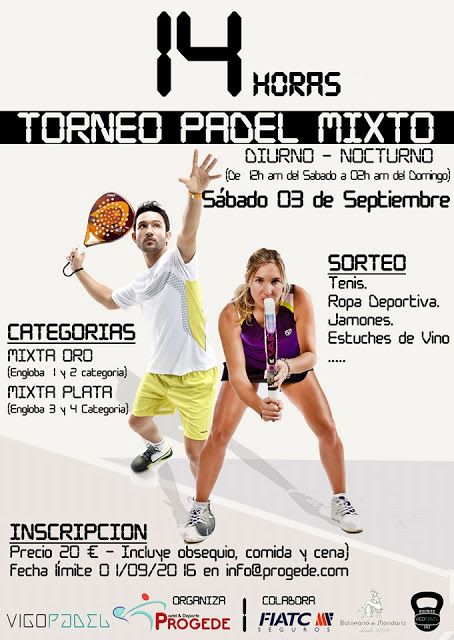 14 HORAS
TORNEO PADEL MIXTO
DIURNO - NOCTURNO
(De 12h am del Sabado a 02h am del Domingo)
Sábado 03 de Septiembre
SORTEO
Tenis.
Ropa Deportiva.
Jamones.
Estuches de Vino
.....
CATEGORIAS
MIXTA ORO
(Engloba 1 y 2 categoria)
MIXTA PLATA
(Engloba 3 y 4 Categoria)
INSCRIPCION
Precio 20 € - Incluye obsequio, comida y cena)
Fecha límite 01/09/2016 en info@progede.com
ORGANIZA
COLABORA
VIGOPADEL
Padel & Deporte
PROGEDE
FIATC
SEGUROS
Balneario de Mondariz